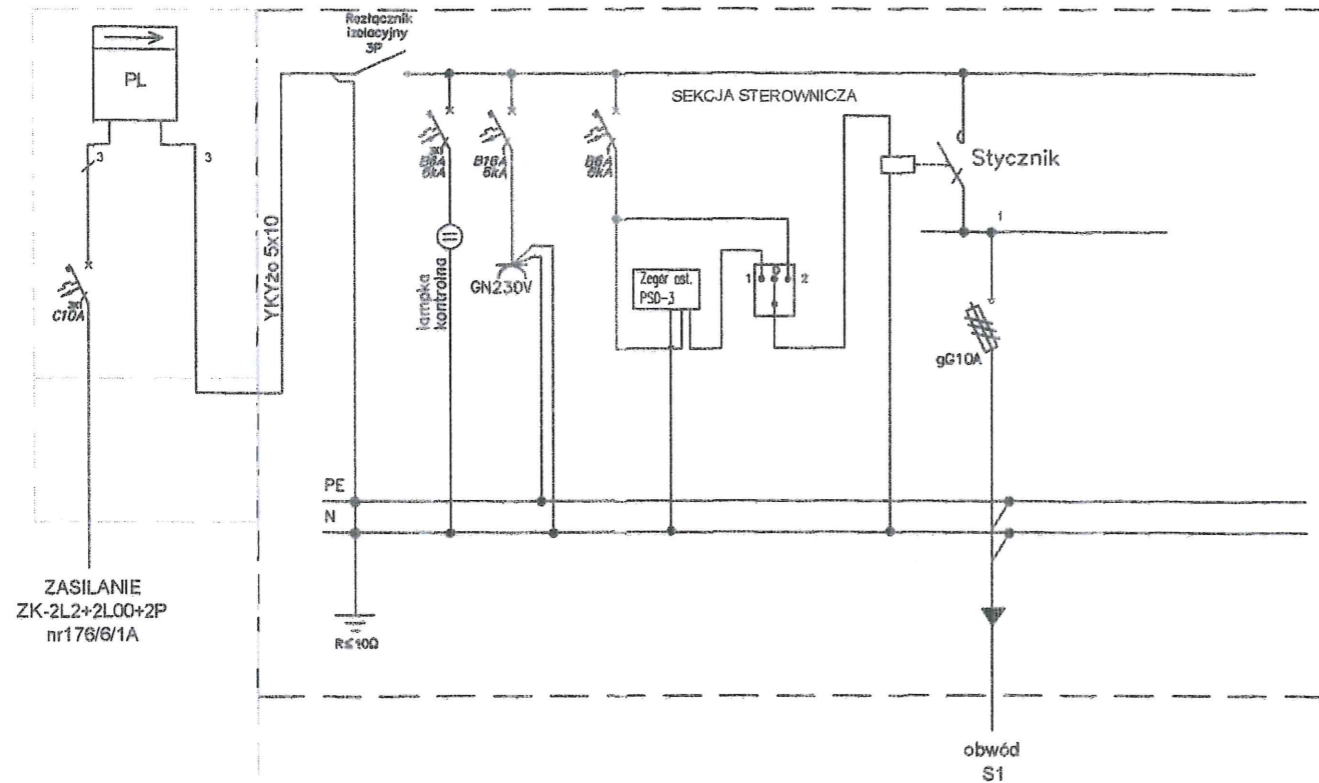 PL
3
3
3xl
C10A
YKYżo 5x10
ZASILANIE
ZK-2L2+2L00+2P
nr176/6/1A
Rozłącznik
izolacyjny
3P
SEKCJA STEROWNICZA
B6A
6kA
B16A
6kA
B6A
6kA
lampka
kontrolna
GN230V
Zegar ast.
PSO-3
1
2
Stycznik
1
gG10A
PE
N
R≤10Ω
obwód
S1